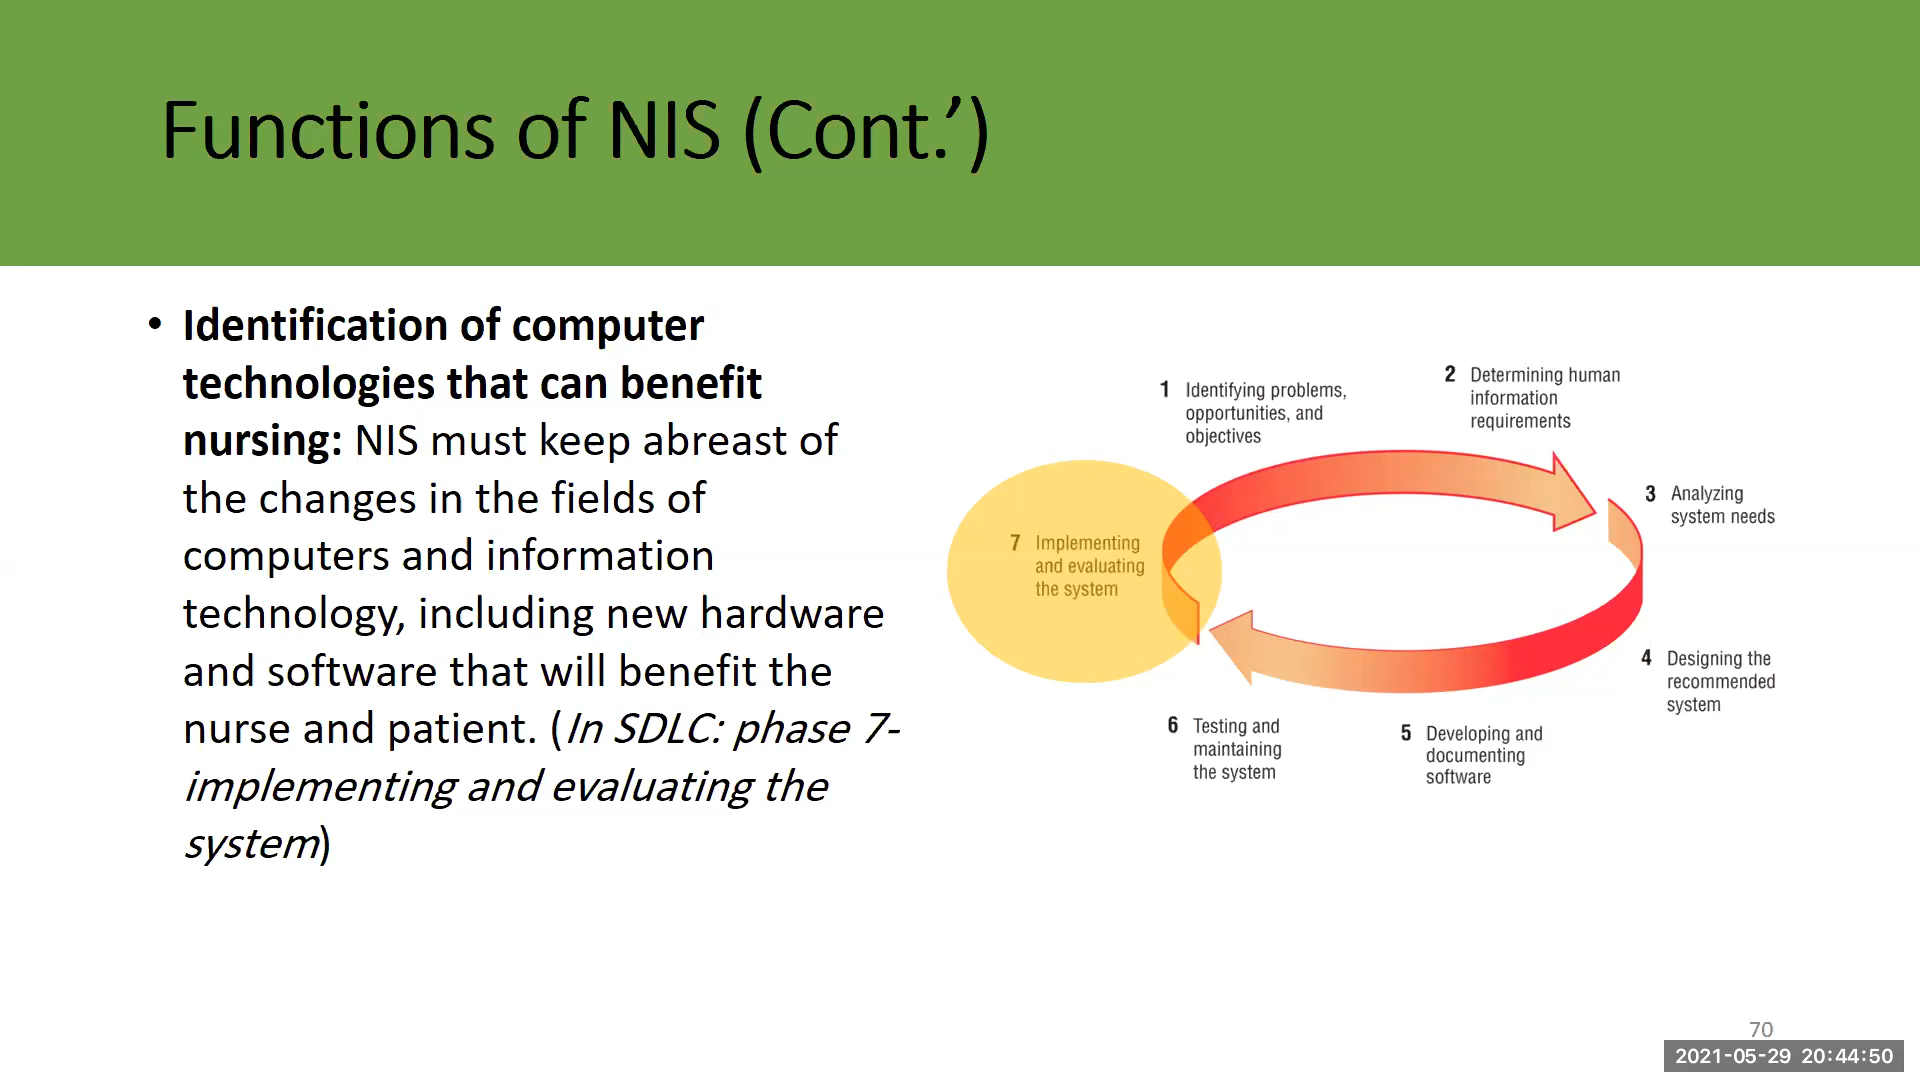 Functions of NIS (Cont.’)
• Identification of computer
technologies that can benefit
nursing: NIS must keep abreast of
the changes in the fields of
computers and information
technology, including new hardware
and software that will benefit the
nurse and patient. (In SDLC: phase 7-
implementing and evaluating the
system)
1 Identifying problems,
opportunities, and
objectives
2 Determining human
information
requirements
3 Analyzing
system needs
4 Designing the
recommended
system
5 Developing and
documenting
software
6 Testing and
maintaining
the system
7 Implementing
and evaluating
the system
70
2021-05-29 20:44:50